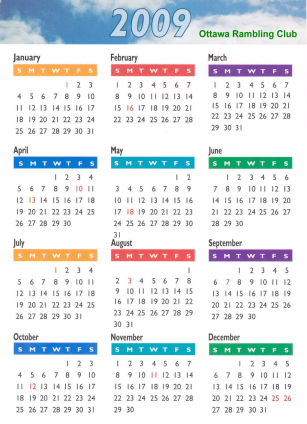 2009 Ottawa Rambling Club
January
S M T W T F S
1 2 3
4 5 6 7 8 9 10
11 12 13 14 15 16 17
18 19 20 21 22 23 24
25 26 27 28 29 30 31
February
S M T W T F S
1 2 3 4 5 6 7
8 9 10 11 12 13 14
15 16 17 18 19 20 21
22 23 24 25 26 27 28
March
S M T W T F S
1 2 3 4 5 6 7
8 9 10 11 12 13 14
15 16 17 18 19 20 21
22 23 24 25 26 27 28
29 30 31
April
S M T W T F S
1 2 3 4
5 6 7 8 9 10 11
12 13 14 15 16 17 18
19 20 21 22 23 24 25
26 27 28 29 30
May
S M T W T F S
1 2
3 4 5 6 7 8 9
10 11 12 13 14 15 16
17 18 19 20 21 22 23
24 25 26 27 28 29 30
31
June
S M T W T F S
1 2 3 4 5 6
7 8 9 10 11 12 13
14 15 16 17 18 19 20
21 22 23 24 25 26 27
28 29 30
July
S M T W T F S
1 2 3 4
5 6 7 8 9 10 11
12 13 14 15 16 17 18
19 20 21 22 23 24 25
26 27 28 29 30 31
August
S M T W T F S
1
2 3 4 5 6 7 8
9 10 11 12 13 14 15
16 17 18 19 20 21 22
23 24 25 26 27 28 29
30 31
September
S M T W T F S
1 2 3 4 5
6 7 8 9 10 11 12
13 14 15 16 17 18 19
20 21 22 23 24 25 26
27 28 29 30
October
S M T W T F S
1 2 3
4 5 6 7 8 9 10
11 12 13 14 15 16 17
18 19 20 21 22 23 24
25 26 27 28 29 30 31
November
S M T W T F S
1 2 3 4 5 6 7
8 9 10 11 12 13 14
15 16 17 18 19 20 21
22 23 24 25 26 27 28
29 30
December
S M T W T F S
1 2 3 4 5
6 7 8 9 10 11 12
13 14 15 16 17 18 19
20 21 22 23 24 25 26
27 28 29 30 31